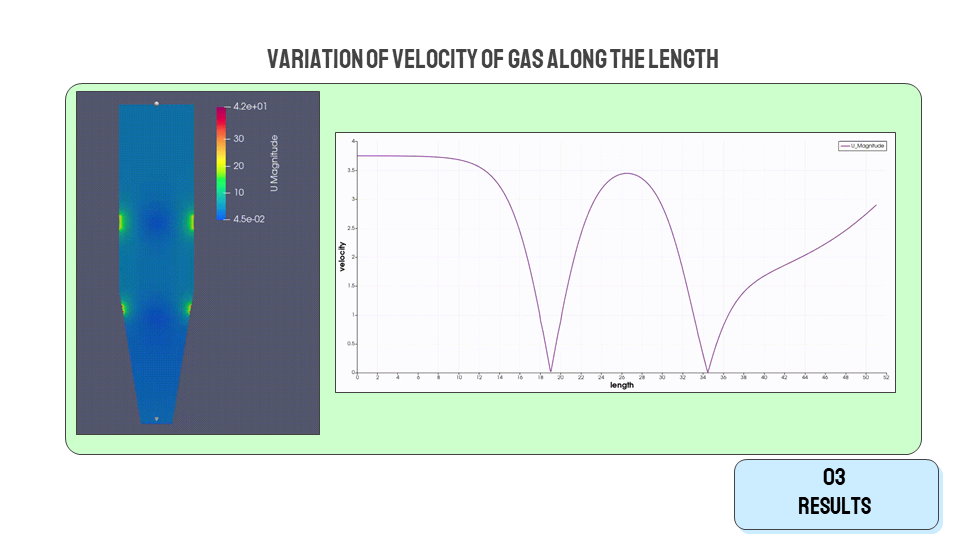 VARIATION OF VELOCITY OF GAS ALONG THE LENGTH
4.2e+01
30
20
10
4.5e-02
U Magnitude
U_Magnitude
4
3.5
3
2.5
2
1.5
1
0.5
0
velocity
0 2 4 6 8 10 12 14 16 18 20 22 24 26 28 30 32 34 36 38 40 42 44 46 48 50 52
length
03
RESULTS